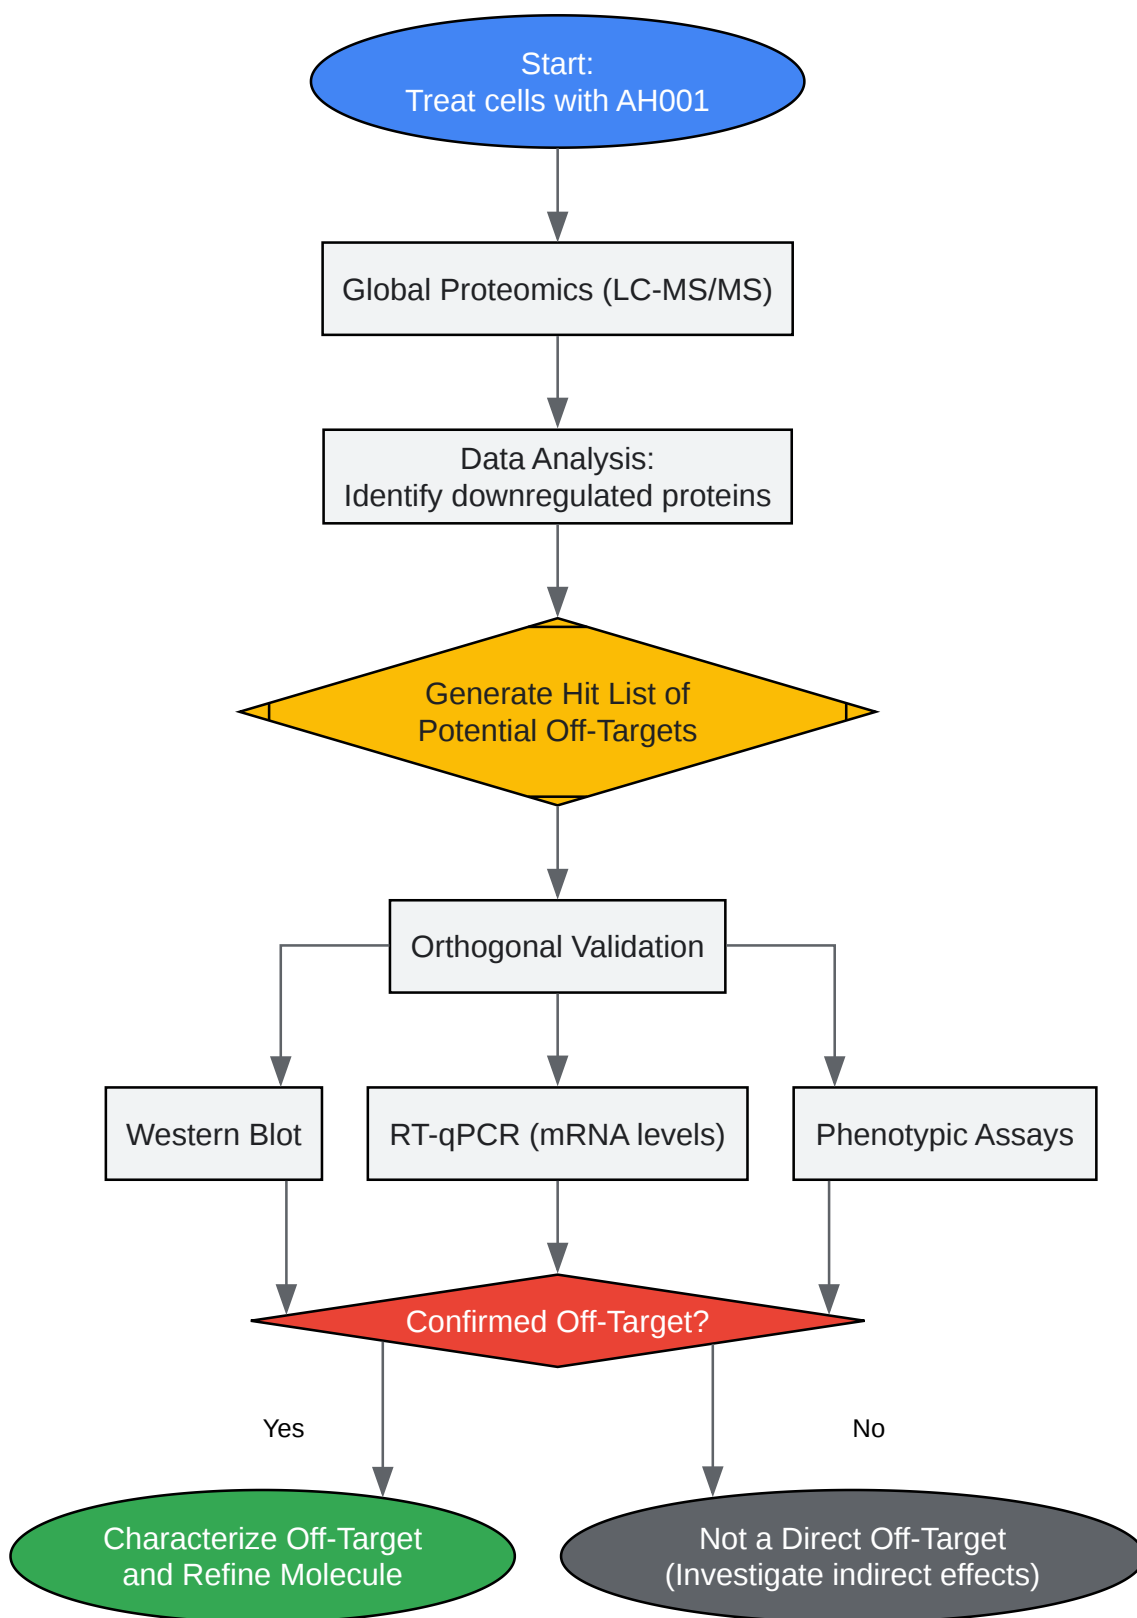 Start:
Treat cells with AH001
Global Proteomics (LC-MS/MS)
Data Analysis:
Identify downregulated proteins
Generate Hit List of
Potential Off-Targets
Orthogonal Validation
Western Blot
RT-qPCR (mRNA levels)
Phenotypic Assays
Confirmed Off-Target?
Yes
No
Characterize Off-Target
and Refine Molecule
Not a Direct Off-Target
(Investigate indirect effects)